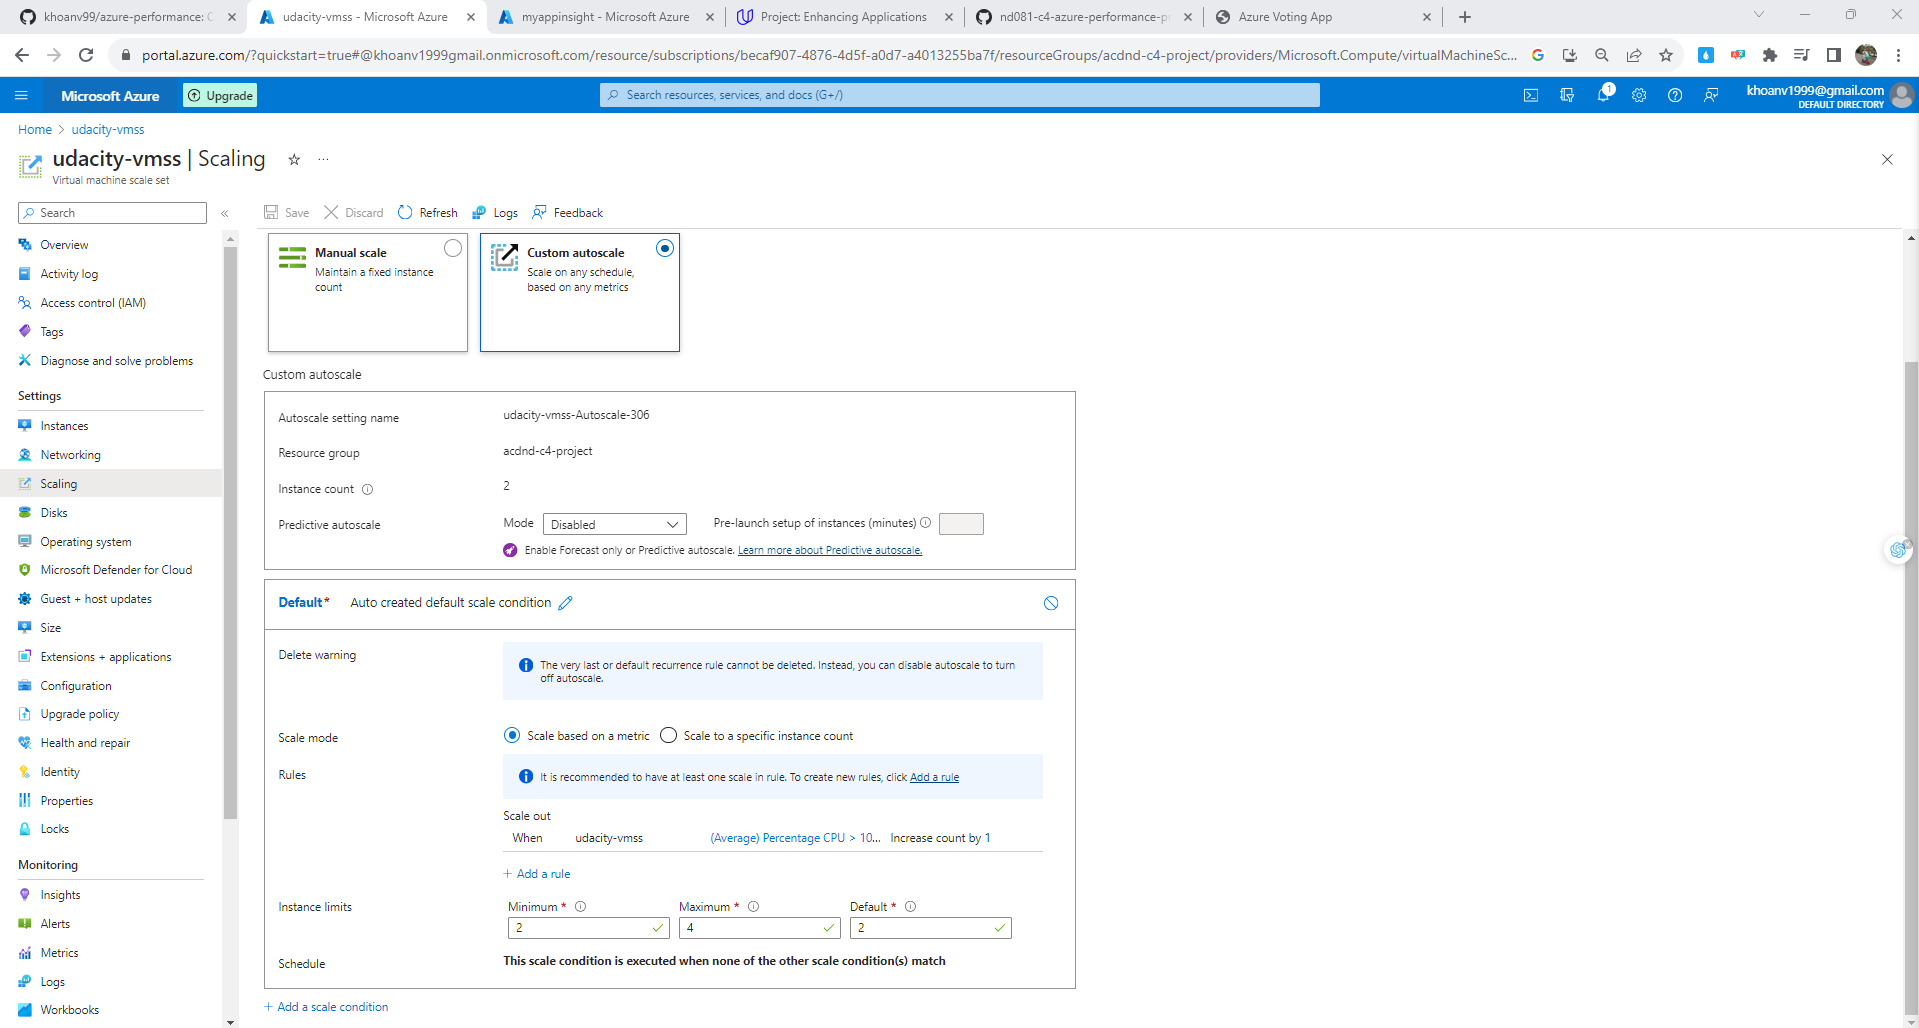 khoanv99/azure-performance: C
udacity-vmss - Microsoft Azure
myappinsight - Microsoft Azure
Project: Enhancing Applications
nd081-c4-azure-performance-pr
Azure Voting App
portal.azure.com/?quickstart=true#@khoanv1999gmail.onmicrosoft.com/resource/subscriptions/becaf907-4876-4d5f-a0d7-a4013255ba7f/resourceGroups/acdnd-c4-project/providers/Microsoft.Compute/virtualMachineSc...
Microsoft Azure
Upgrade
Search resources, services, and docs (G+/)
1
khoanv1999@gmail.com
DEFAULT DIRECTORY
Home > udacity-vmss
udacity-vmss | Scaling
Virtual machine scale set
Search
Save
Discard
Refresh
Logs
Feedback
Overview
Activity log
Access control (IAM)
Tags
Diagnose and solve problems
Settings
Instances
Networking
Scaling
Disks
Operating system
Microsoft Defender for Cloud
Guest + host updates
Size
Extensions + applications
Configuration
Upgrade policy
Health and repair
Identity
Properties
Locks
Monitoring
Insights
Alerts
Metrics
Logs
Workbooks
Manual scale
Maintain a fixed instance
count
Custom autoscale
Scale on any schedule,
based on any metrics
Custom autoscale
Autoscale setting name
udacity-vmss-Autoscale-306
Resource group
acdnd-c4-project
Instance count
2
Predictive autoscale
Mode
Disabled
Pre-launch setup of instances (minutes)
Enable Forecast only or Predictive autoscale. Learn more about Predictive autoscale.
Default*
Auto created default scale condition
Delete warning
The very last or default recurrence rule cannot be deleted. Instead, you can disable autoscale to turn
off autoscale.
Scale mode
Scale based on a metric
Scale to a specific instance count
Rules
It is recommended to have at least one scale in rule. To create new rules, click Add a rule
Scale out
When
udacity-vmss
(Average) Percentage CPU > 10...
Increase count by 1
+ Add a rule
Instance limits
Minimum *
Maximum *
Default *
2
4
2
Schedule
This scale condition is executed when none of the other scale condition(s) match
+ Add a scale condition